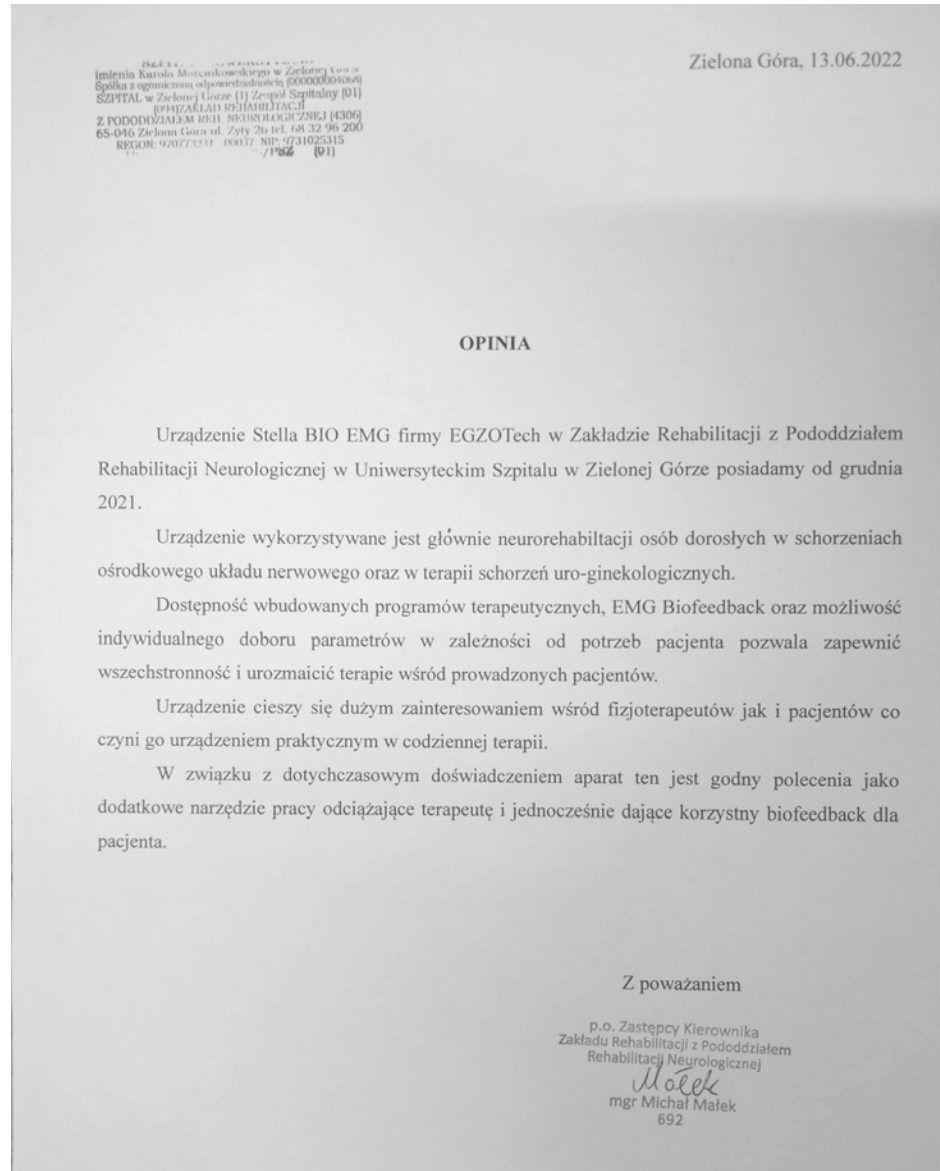 imienia Karola Marcinkowskiego w Zielonej Górze
Spółka z ograniczoną odpowiedzialnością
SZPITAL w Zielonej Górze (1) Zespół Szpitalny (01)
ZAKŁAD REHABILITACJI
Z PODODDZIAŁEM REH. NEUROLOGICZNEJ (4306)
65-046 Zielona Góra ul. Zyty 26 tel. 68 32 96 200
REGON: NIP: 9731025315
(01)
Zielona Góra, 13.06.2022
OPINIA
Urządzenie Stella BIO EMG firmy EGZOTech w Zakładzie Rehabilitacji z Pododdziałem
Rehabilitacji Neurologicznej w Uniwersyteckim Szpitalu w Zielonej Górze posiadamy od grudnia
2021.
Urządzenie wykorzystywane jest głównie neurorehabiltacji osób dorosłych w schorzeniach
ośrodkowego układu nerwowego oraz w terapii schorzeń uro-ginekologicznych.
Dostępność wbudowanych programów terapeutycznych, EMG Biofeedback oraz możliwość
indywidualnego doboru parametrów w zależności od potrzeb pacjenta pozwala zapewnić
wszechstronność i urozmaicić terapie wśród prowadzonych pacjentów.
Urządzenie cieszy się dużym zainteresowaniem wśród fizjoterapeutów jak i pacjentów co
czyni go urządzeniem praktycznym w codziennej terapii.
W związku z dotychczasowym doświadczeniem aparat ten jest godny polecenia jako
dodatkowe narzędzie pracy odciążające terapeutę i jednocześnie dające korzystny biofeedback dla
pacjenta.
Z poważaniem
p.o. Zastępcy Kierownika
Zakładu Rehabilitacji z Pododdziałem
Rehabilitacji Neurologicznej
Małek
mgr Michał Małek
692